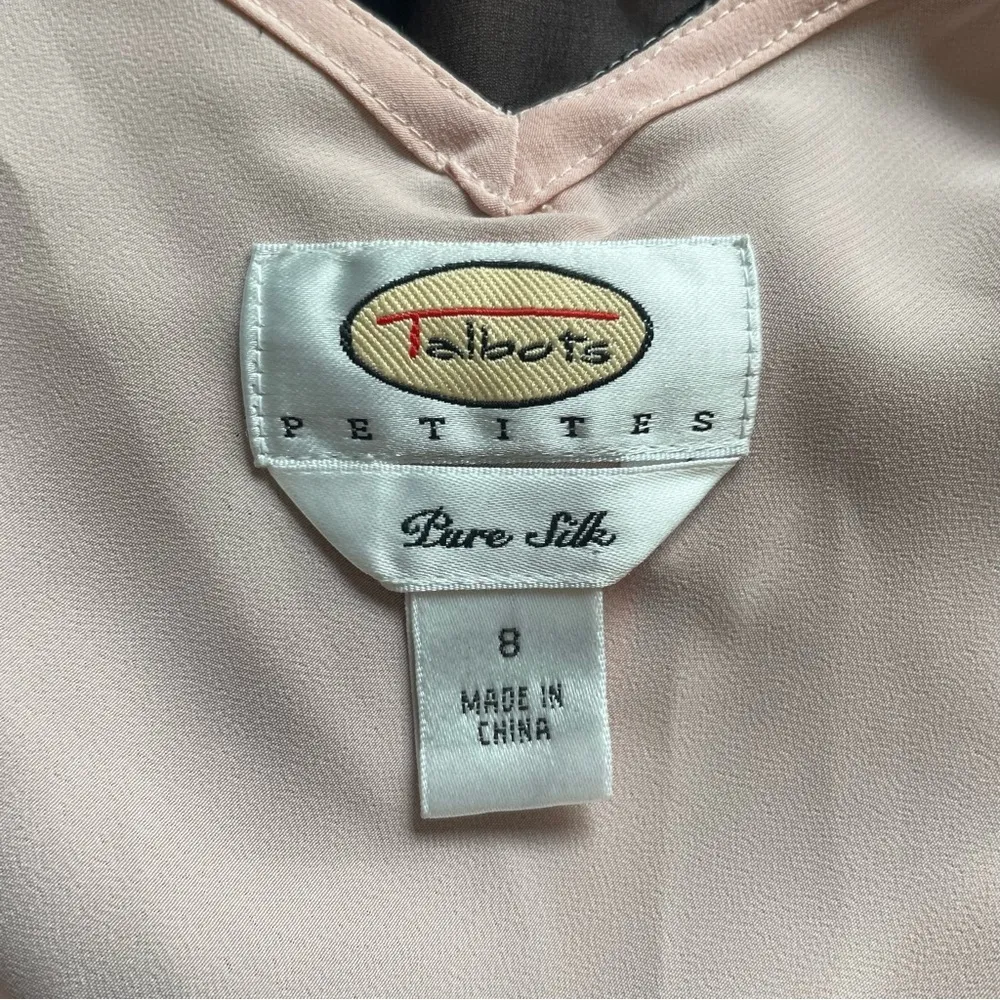 Talbots
PETITES
Pure Silk
8
MADE IN
CHINA